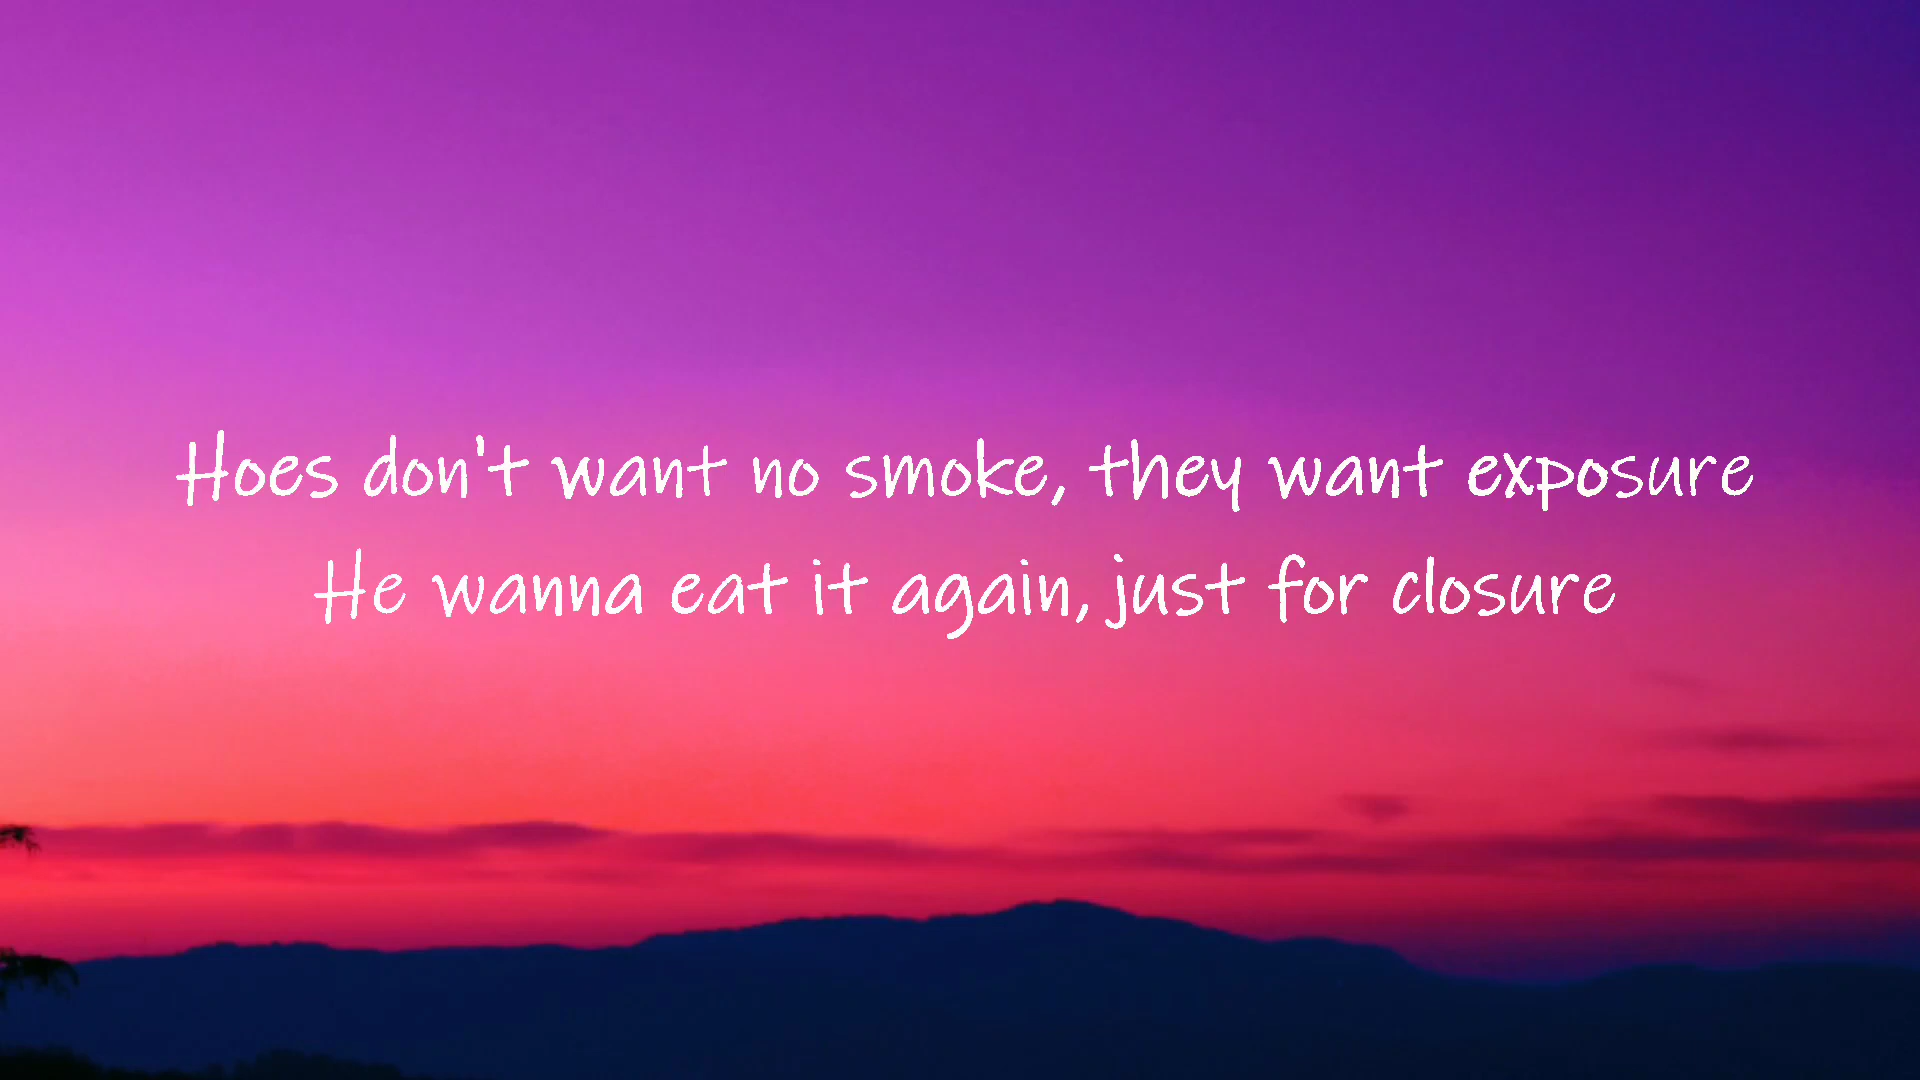 Hoes don't want no smoke, they want exposure
He wanna eat it again, just for closure